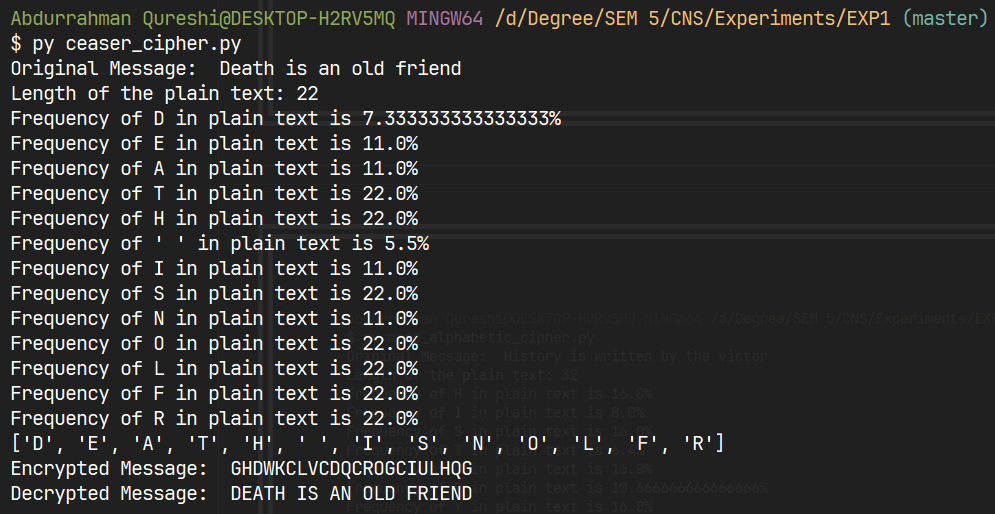 Abdurrahman Qureshi@DESKTOP-H2RV5MQ MINGW64 /d/Degree/SEM 5/CNS/Experiments/EXP1 (master)
$ py ceaser_cipher.py
Original Message:  Death is an old friend
Length of the plain text: 22
Frequency of D in plain text is 7.333333333333333%
Frequency of E in plain text is 11.0%
Frequency of A in plain text is 11.0%
Frequency of T in plain text is 22.0%
Frequency of H in plain text is 22.0%
Frequency of ' ' in plain text is 5.5%
Frequency of I in plain text is 11.0%
Frequency of S in plain text is 22.0%
Frequency of N in plain text is 11.0%
Frequency of O in plain text is 22.0%
Frequency of L in plain text is 22.0%
Frequency of F in plain text is 22.0%
Frequency of R in plain text is 22.0%
['D', 'E', 'A', 'T', 'H', ' ', 'I', 'S', 'N', 'O', 'L', 'F', 'R']
Encrypted Message:  GHDWKCLVCDQCROGCIULHQG
Decrypted Message:  DEATH IS AN OLD FRIEND